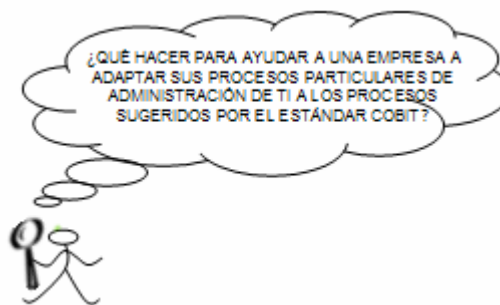 ¿QUÉ HACER PARA AYUDAR A UNA EMPRESA A
ADAPTAR SUS PROCESOS PARTICULARES DE
ADMINISTRACIÓN DE TI A LOS PROCESOS
SUGERIDOS POR EL ESTÁNDAR COBIT?